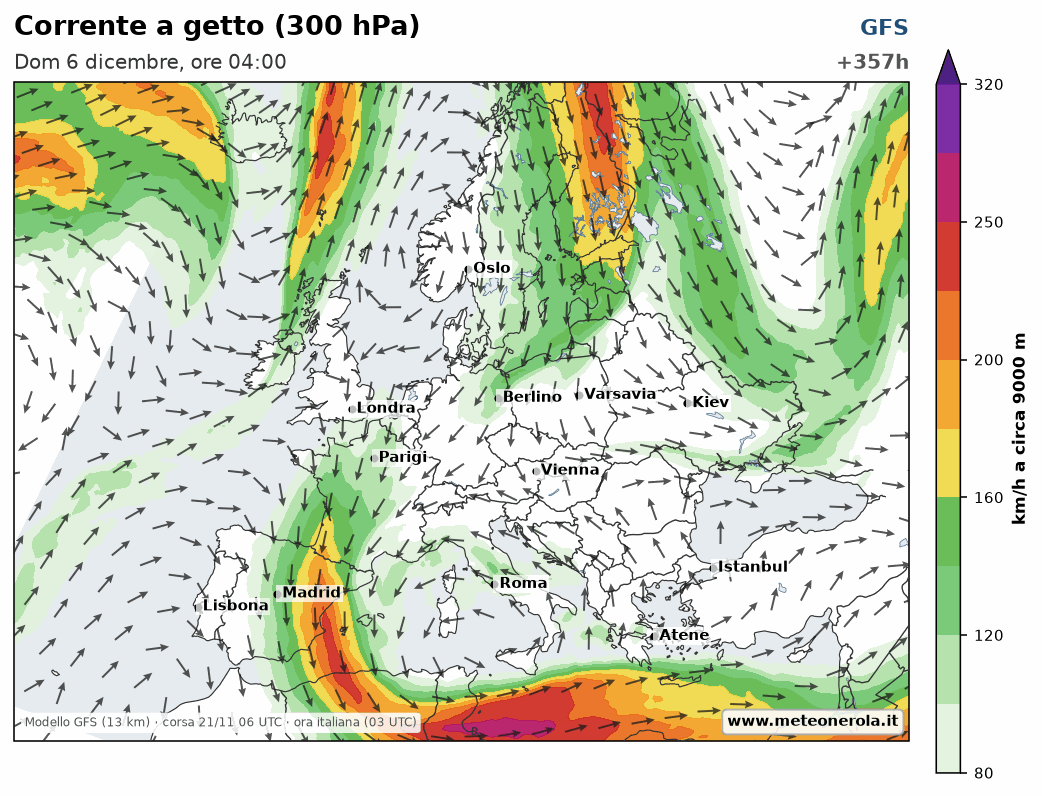 Corrente a getto (300 hPa)
GFS
Dom 6 dicembre, ore 04:00
+357h
320
250
200
160
120
80
km/h a circa 9000 m
Oslo
Berlino
Varsavia
Kiev
Londra
Parigi
Vienna
Istanbul
Roma
Madrid
Lisbona
Atene
Modello GFS (13 km) · corsa 21/11 06 UTC · ora italiana (03 UTC)
www.meteonerola.it